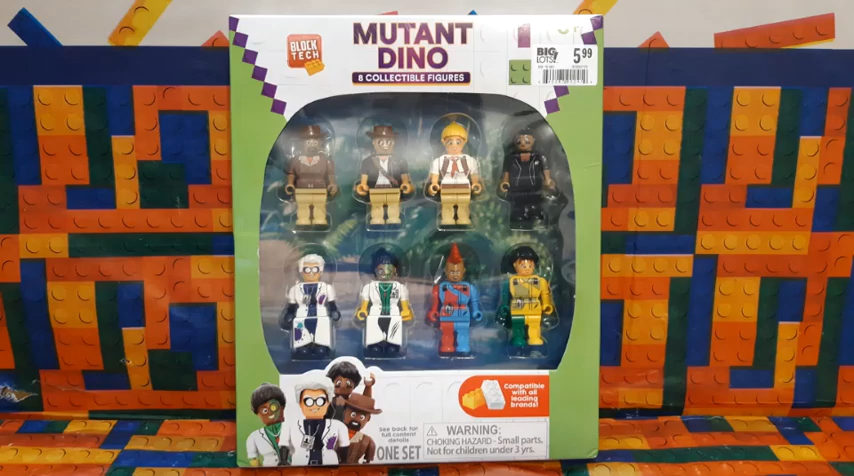 BLOCK
TECH
MUTANT
DINO
8 COLLECTIBLE FIGURES
BIG
LOTS!
5.99
Compatible
with all
leading
brands!
See back for
full content
details
ONE SET
WARNING:
CHOKING HAZARD - Small parts.
Not for children under 3 yrs.